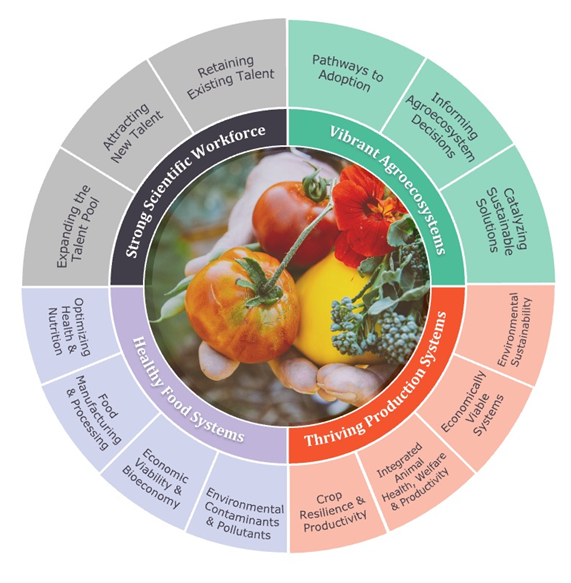 Strong Scientific Workforce
Expanding the
Talent Pool
Attracting
New Talent
Retaining
Existing Talent
Vibrant Agroecosystems
Pathways to
Adoption
Informing
Agroecosystem
Decisions
Catalyzing
Sustainable
Solutions
Thriving Production Systems
Environmental
Sustainability
Economically
Viable
Systems
Integrated
Animal
Health, Welfare
& Productivity
Crop
Resilience &
Productivity
Healthy Food Systems
Environmental
Contaminants
& Pollutants
Economic
Viability &
Bioeconomy
Food
Manufacturing
& Processing
Optimizing
Health &
Nutrition